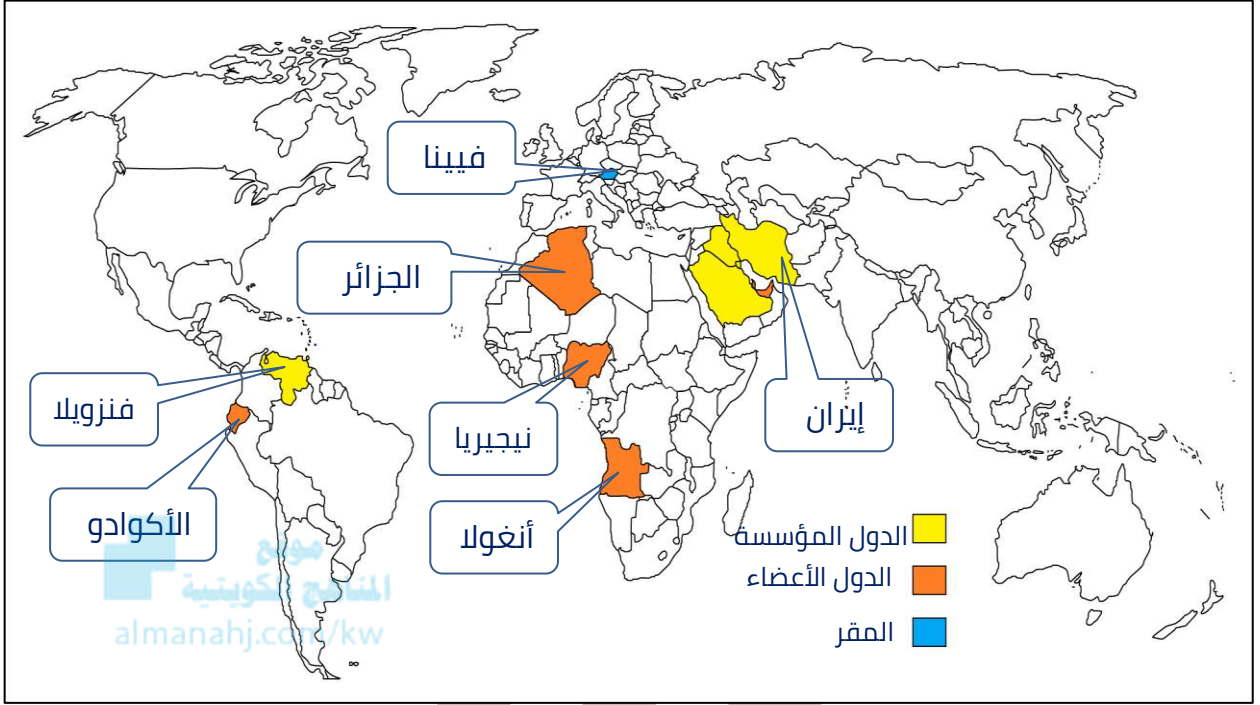 فيينا
الجزائر
فنزويلا
نيجيريا
إيران
الأكوادو
أنغولا
الدول المؤسسة
الدول الأعضاء
المقر
موقع
المناهج الكويتية
almanahj.com/kw